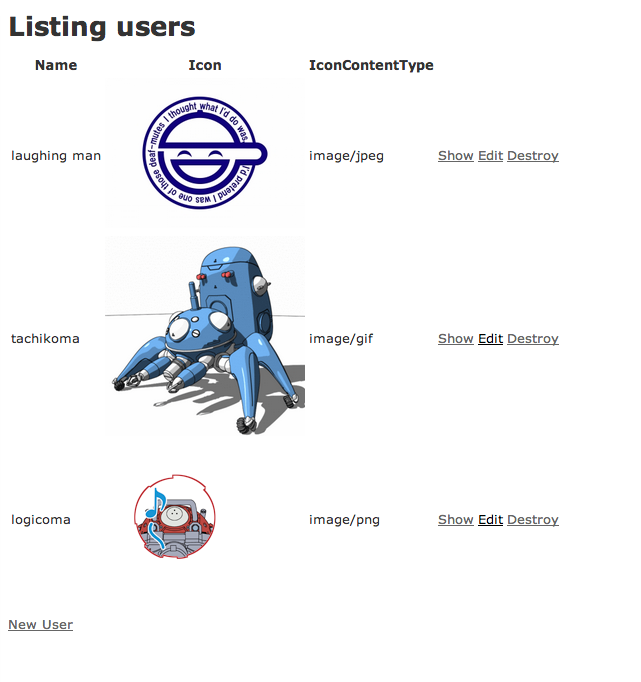 Listing users
Name Icon IconContentType
laughing man I thought what I'd do was, I'd pretend I was one of those deaf-mutes image/jpeg Show Edit Destroy
tachikoma image/gif Show Edit Destroy
logicoma image/png Show Edit Destroy
New User